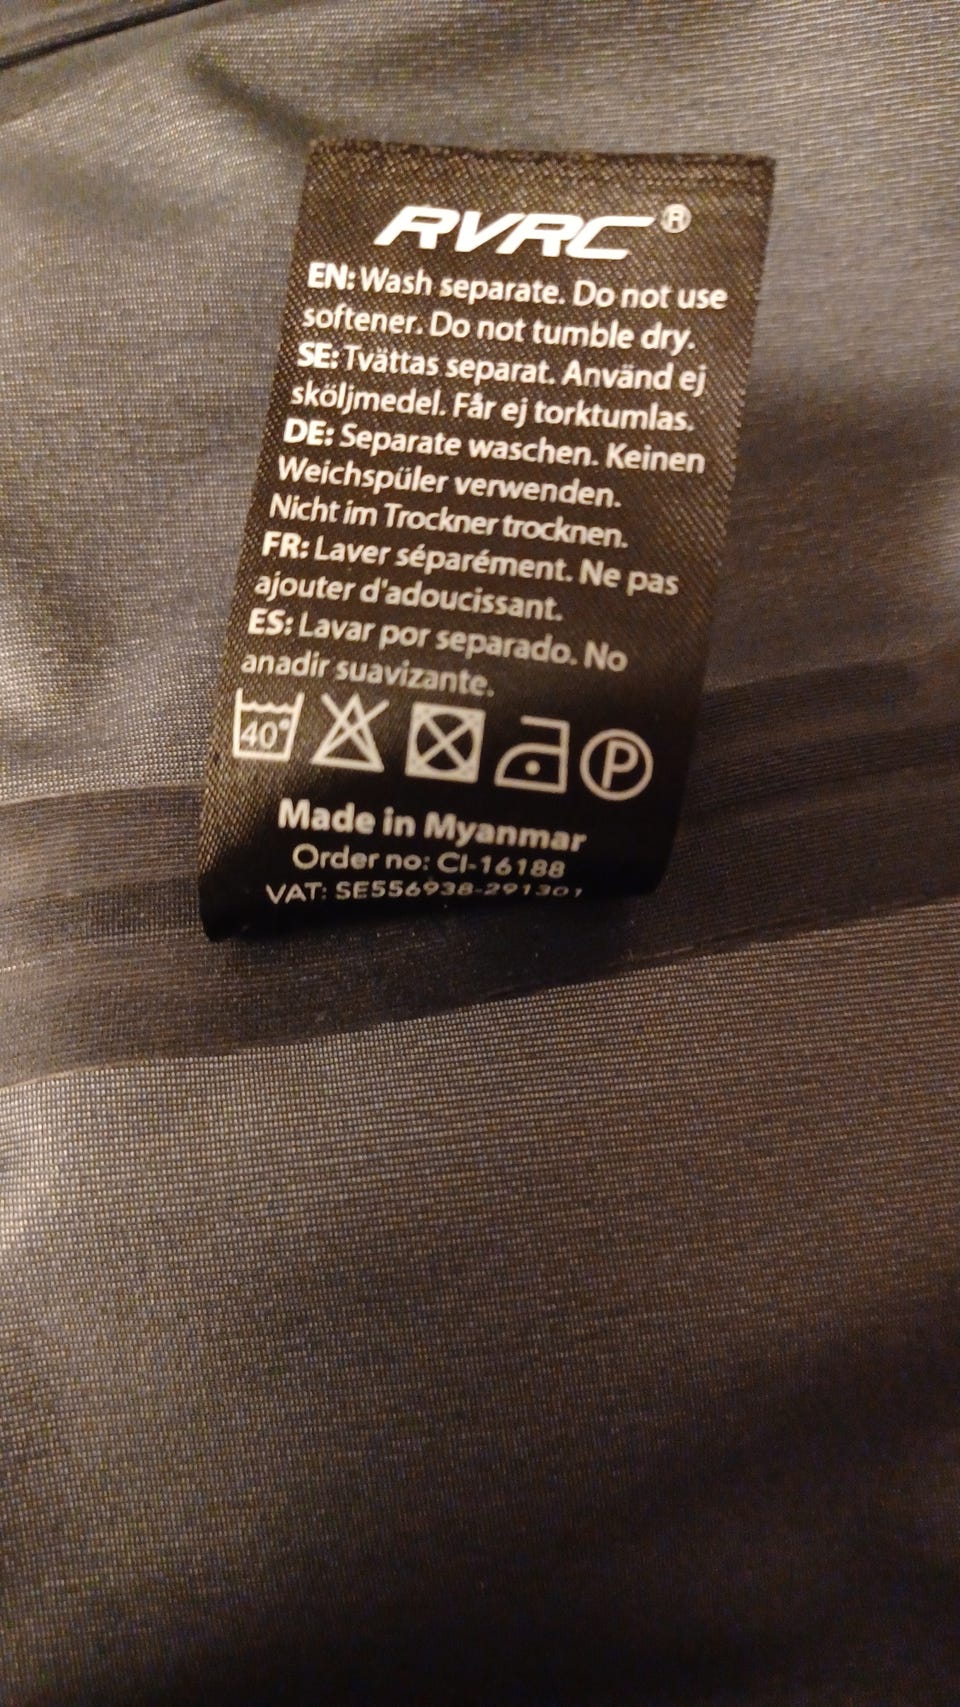 RVRC®
EN: Wash separate. Do not use
softener. Do not tumble dry.
SE: Tvättas separat. Använd ej
sköljmedel. Får ej torktumlas.
DE: Separate waschen. Keinen
Weichspüler verwenden.
Nicht im Trockner trocknen.
FR: Laver séparément. Ne pas
ajouter d'adoucissant.
ES: Lavar por separado. No
anadir suavizante.
40° P
Made in Myanmar
Order no: CI-16188
VAT: SE556938-291301